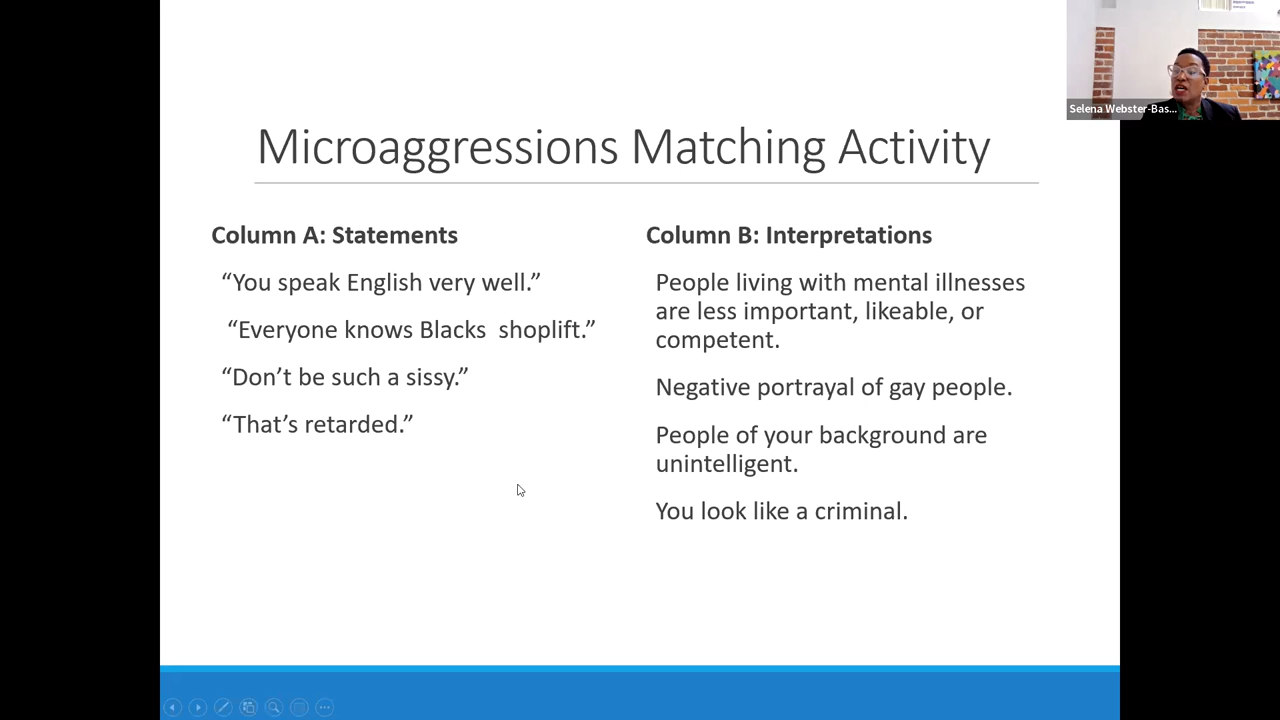 Microaggressions Matching Activity
Column A: Statements
“You speak English very well.”
“Everyone knows Blacks  shoplift.”
“Don’t be such a sissy.”
“That’s retarded.”
Column B: Interpretations
People living with mental illnesses
are less important, likeable, or
competent.
Negative portrayal of gay people.
People of your background are
unintelligent.
You look like a criminal.
Selena Webster-Bas...